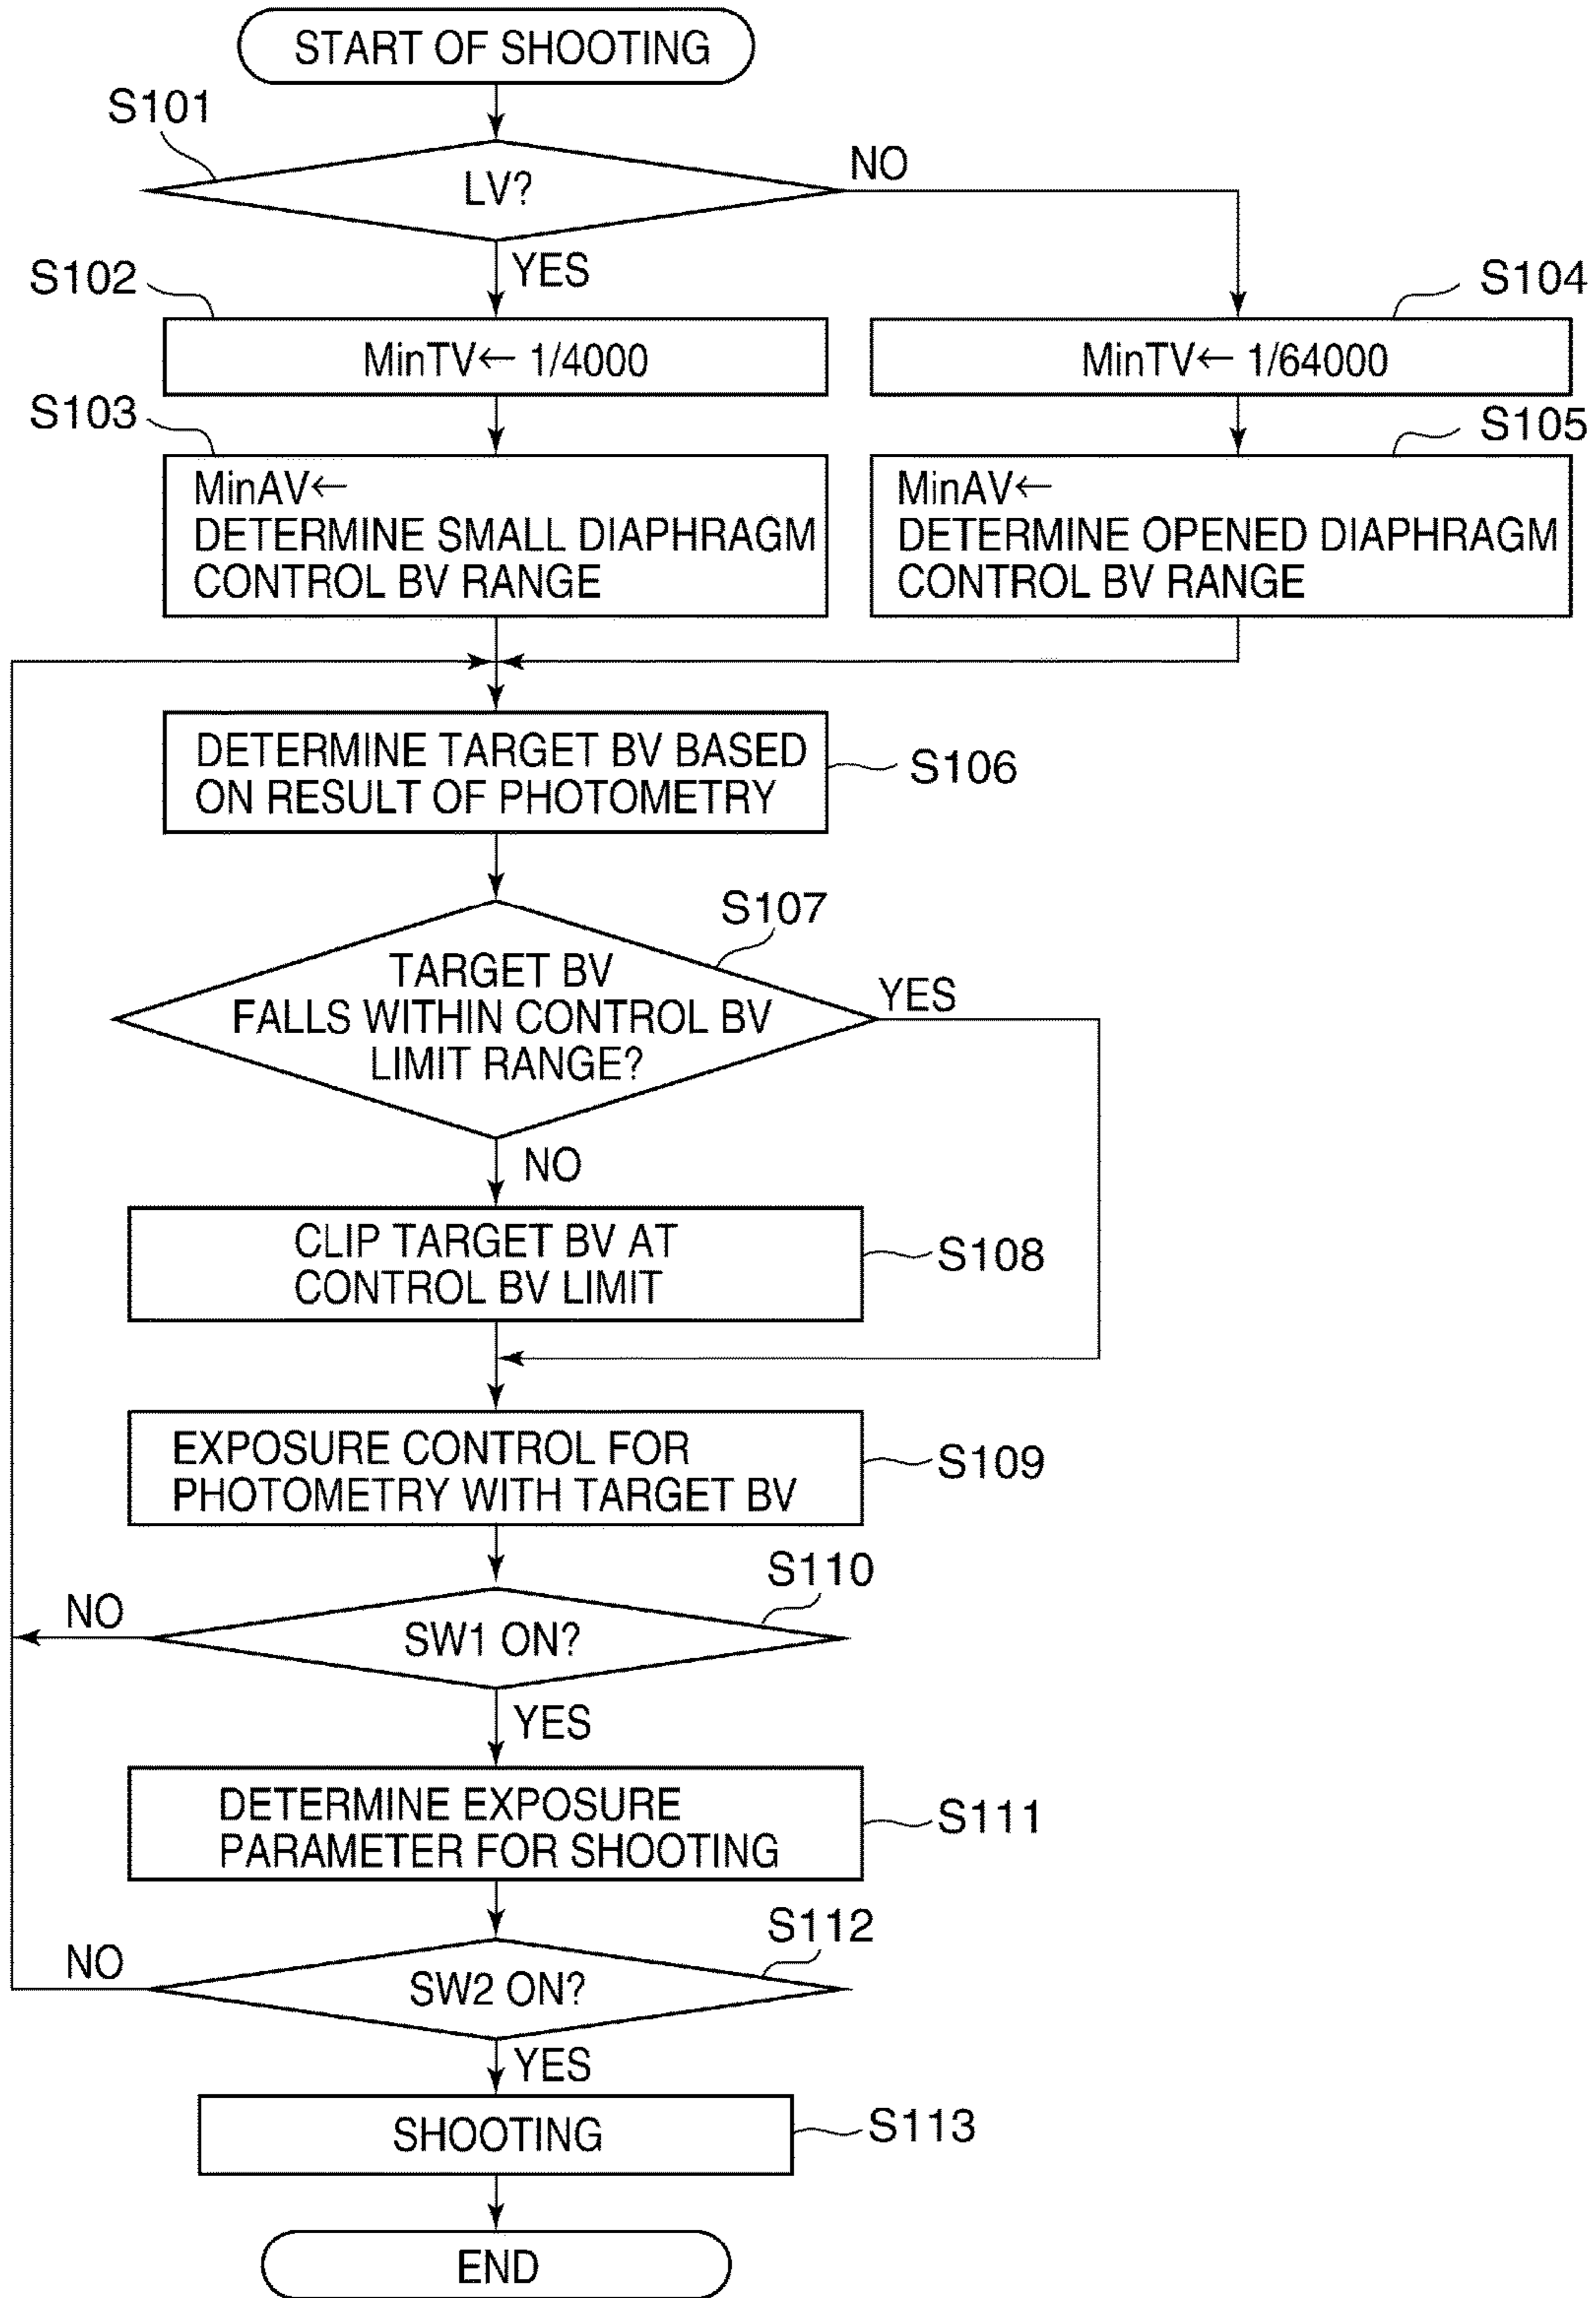 START OF SHOOTING
S101
LV?
NO
YES
S102
MinTV← 1/4000
S104
MinTV← 1/64000
S103
MinAV←
DETERMINE SMALL DIAPHRAGM
CONTROL BV RANGE
S105
MinAV←
DETERMINE OPENED DIAPHRAGM
CONTROL BV RANGE
DETERMINE TARGET BV BASED
ON RESULT OF PHOTOMETRY
S106
S107
TARGET BV
FALLS WITHIN CONTROL BV
LIMIT RANGE?
YES
NO
CLIP TARGET BV AT
CONTROL BV LIMIT
S108
EXPOSURE CONTROL FOR
PHOTOMETRY WITH TARGET BV
S109
S110
NO
SW1 ON?
YES
DETERMINE EXPOSURE
PARAMETER FOR SHOOTING
S111
S112
NO
SW2 ON?
YES
SHOOTING
S113
END